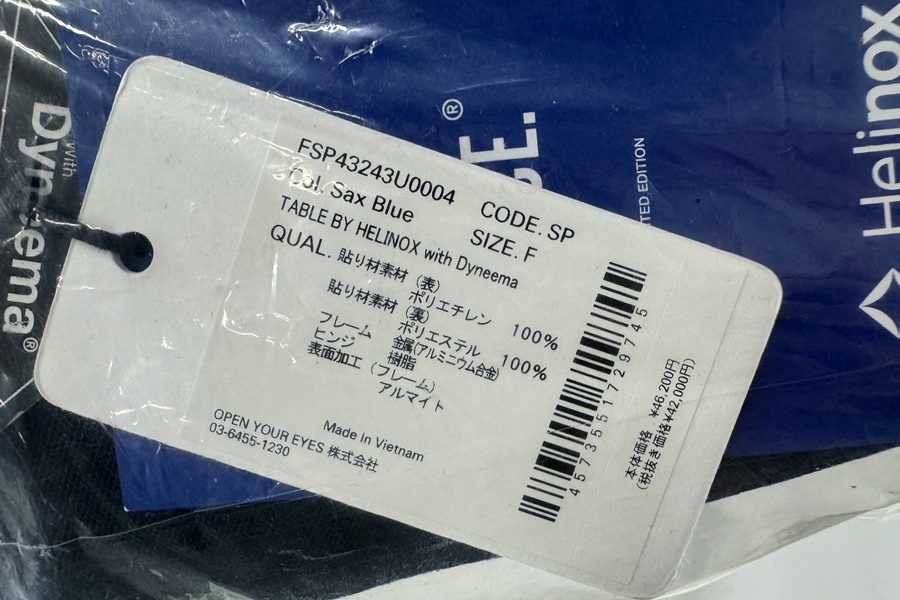 with
Dyneema®
®
E.
TED EDITION
Helinox
FSP43243U0004
CODE. SP
Col. Sax Blue
SIZE. F
TABLE BY HELINOX with Dyneema
QUAL. 貼り材素材（表）
ポリエチレン 100%
貼り材素材（裏）
ポリエステル 100%
フレーム 金属(アルミニウム合金)
ヒンジ 樹脂
表面加工（フレーム）
アルマイト
Made In Vietnam
OPEN YOUR EYES 株式会社
03-6455-1230
4573551729745
本体価格 ¥46,200円
(税抜き価格¥42,000円)